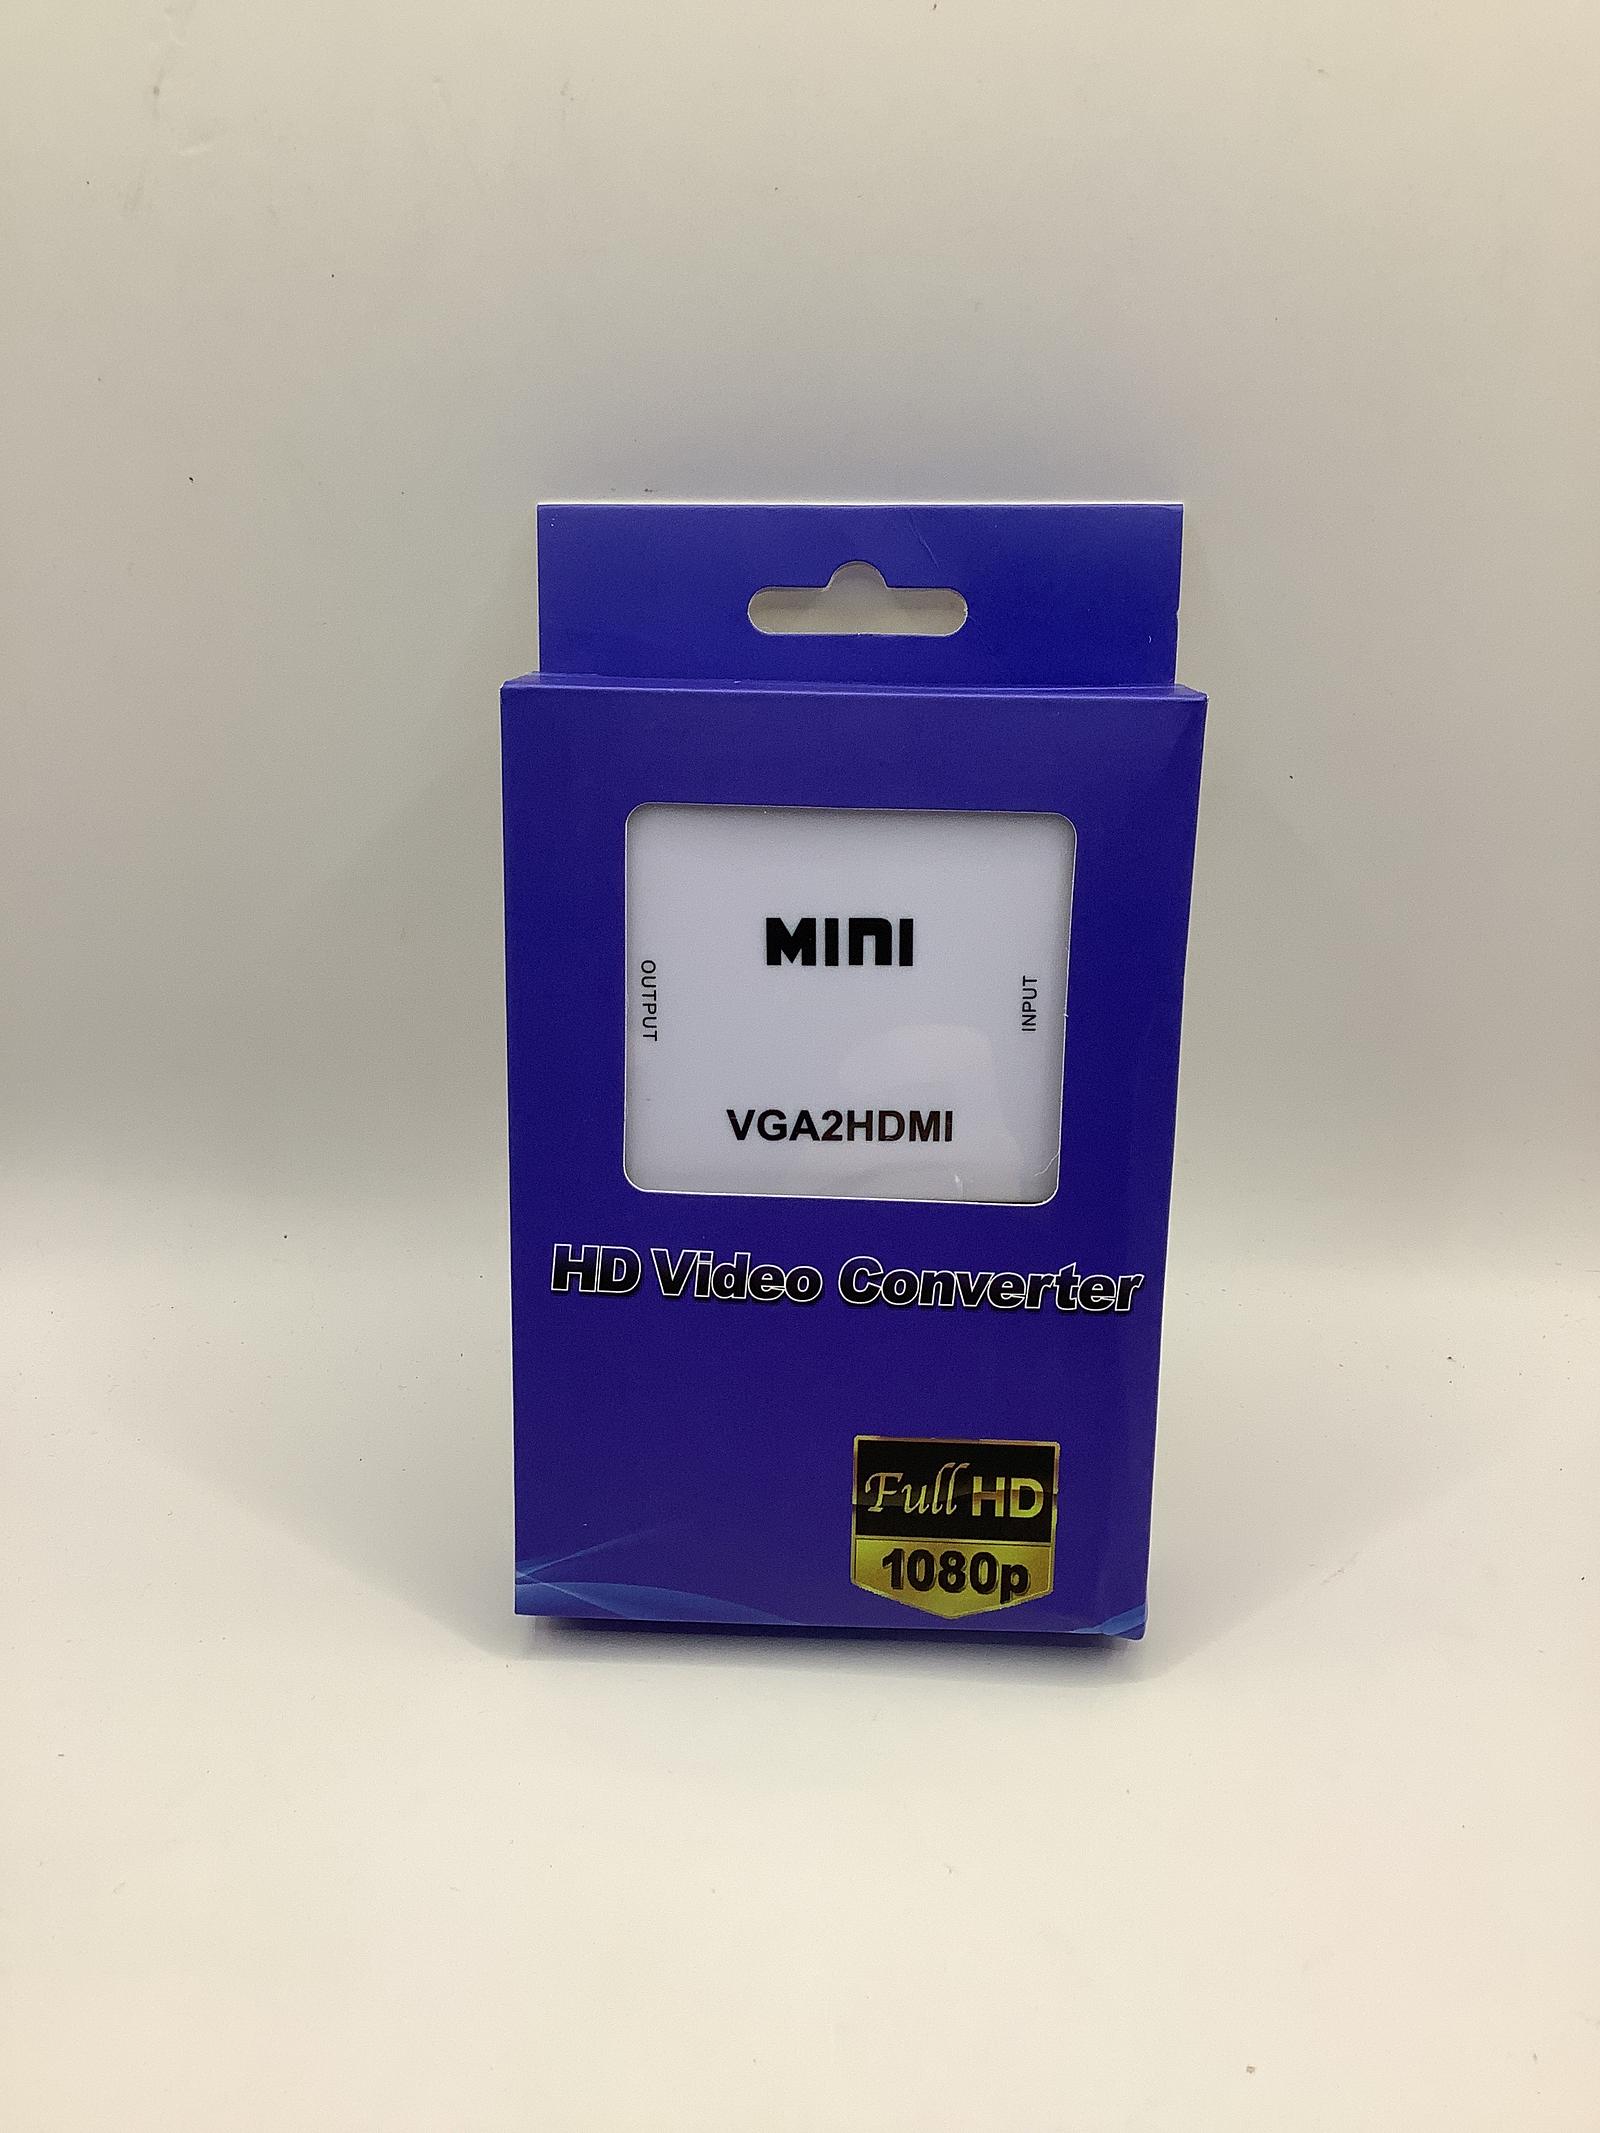 MINI
OUTPUT
INPUT
VGA2HDMI
HD Video Converter
Full HD
1080p